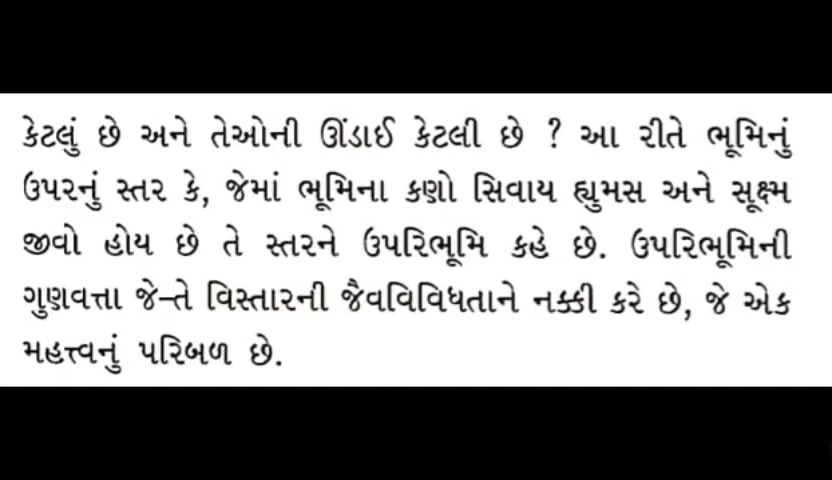 કેટલું છે અને તેઓની ઊંડાઈ કેટલી છે ? આ રીતે ભૂમિનું
ઉપરનું સ્તર કે, જેમાં ભૂમિના કણો સિવાય હ્યુમસ અને સૂક્ષ્મ
જીવો હોય છે તે સ્તરને ઉપરિભૂમિ કહે છે. ઉપરિભૂમિની
ગુણવત્તા જે-તે વિસ્તારની જૈવવિવિધતાને નક્કી કરે છે, જે એક
મહત્ત્વનું પરિબળ છે.